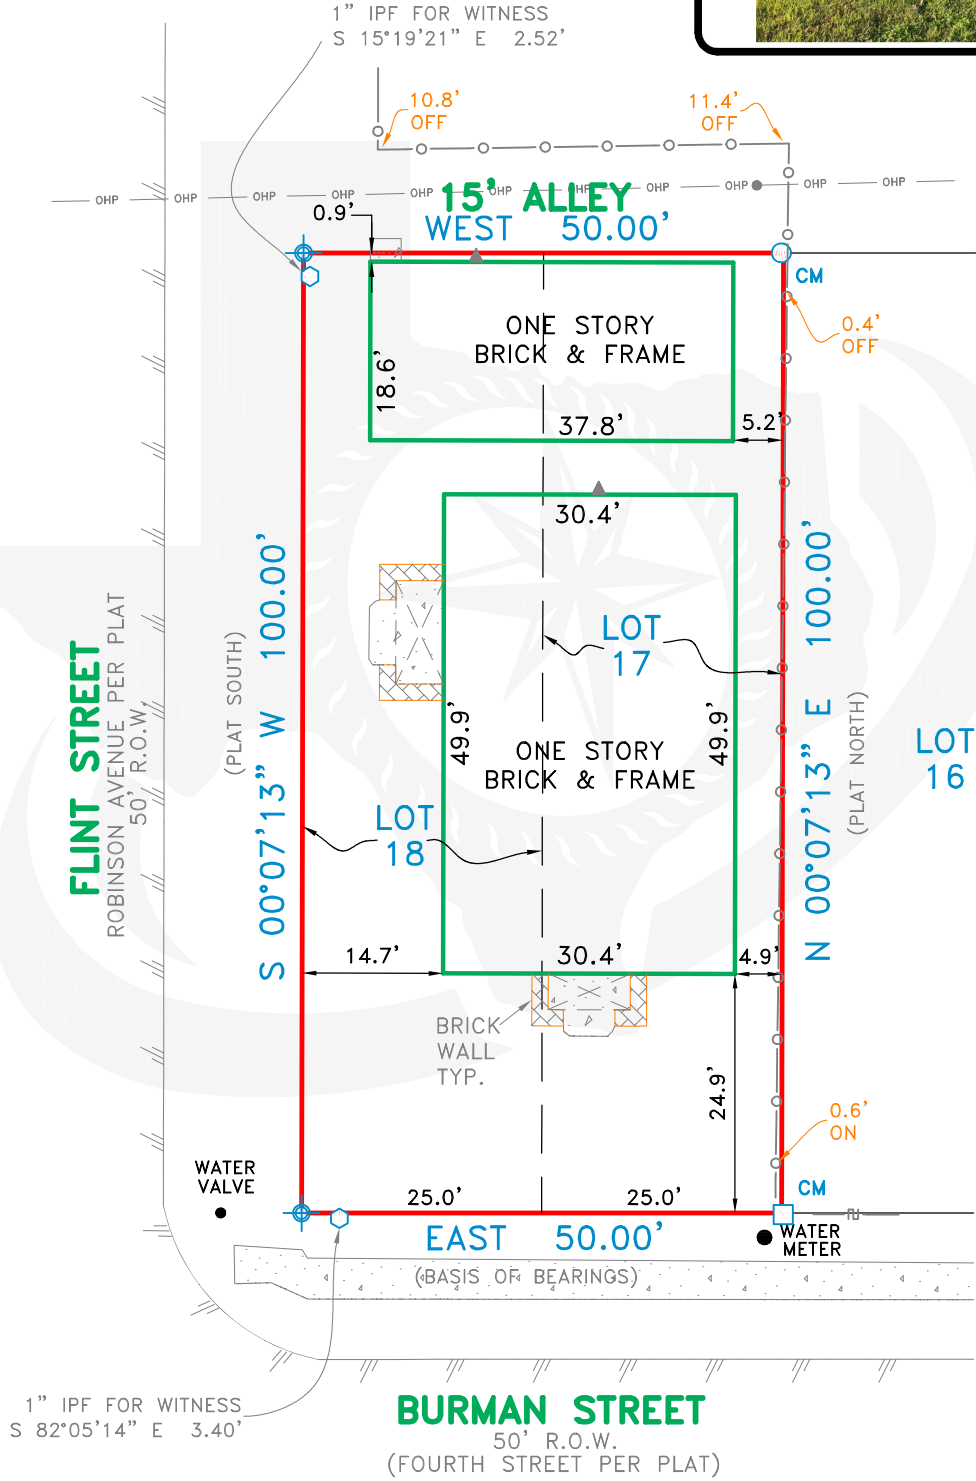 1" IPF FOR WITNESS
S 15°19'21" E 2.52'
10.8'
OFF
11.4'
OFF
OHP OHP OHP OHP OHP OHP OHP OHP OHP OHP OHP
15' ALLEY
0.9'
WEST 50.00'
CM
ONE STORY
BRICK & FRAME
0.4'
OFF
18.6'
37.8'
5.2'
30.4'
S 00°07'13" W 100.00'
(PLAT SOUTH)
N 00°07'13" E 100.00'
(PLAT NORTH)
FLINT STREET
ROBINSON AVENUE PER PLAT
50' R.O.W.
LOT
17
49.9'
49.9'
ONE STORY
BRICK & FRAME
LOT
16
LOT
18
14.7'
30.4'
4.9'
BRICK
WALL
TYP.
24.9'
0.6'
ON
WATER
VALVE
25.0'
25.0'
CM
EAST 50.00'
WATER
METER
(BASIS OF BEARINGS)
1" IPF FOR WITNESS
S 82°05'14" E 3.40'
BURMAN STREET
50' R.O.W.
(FOURTH STREET PER PLAT)